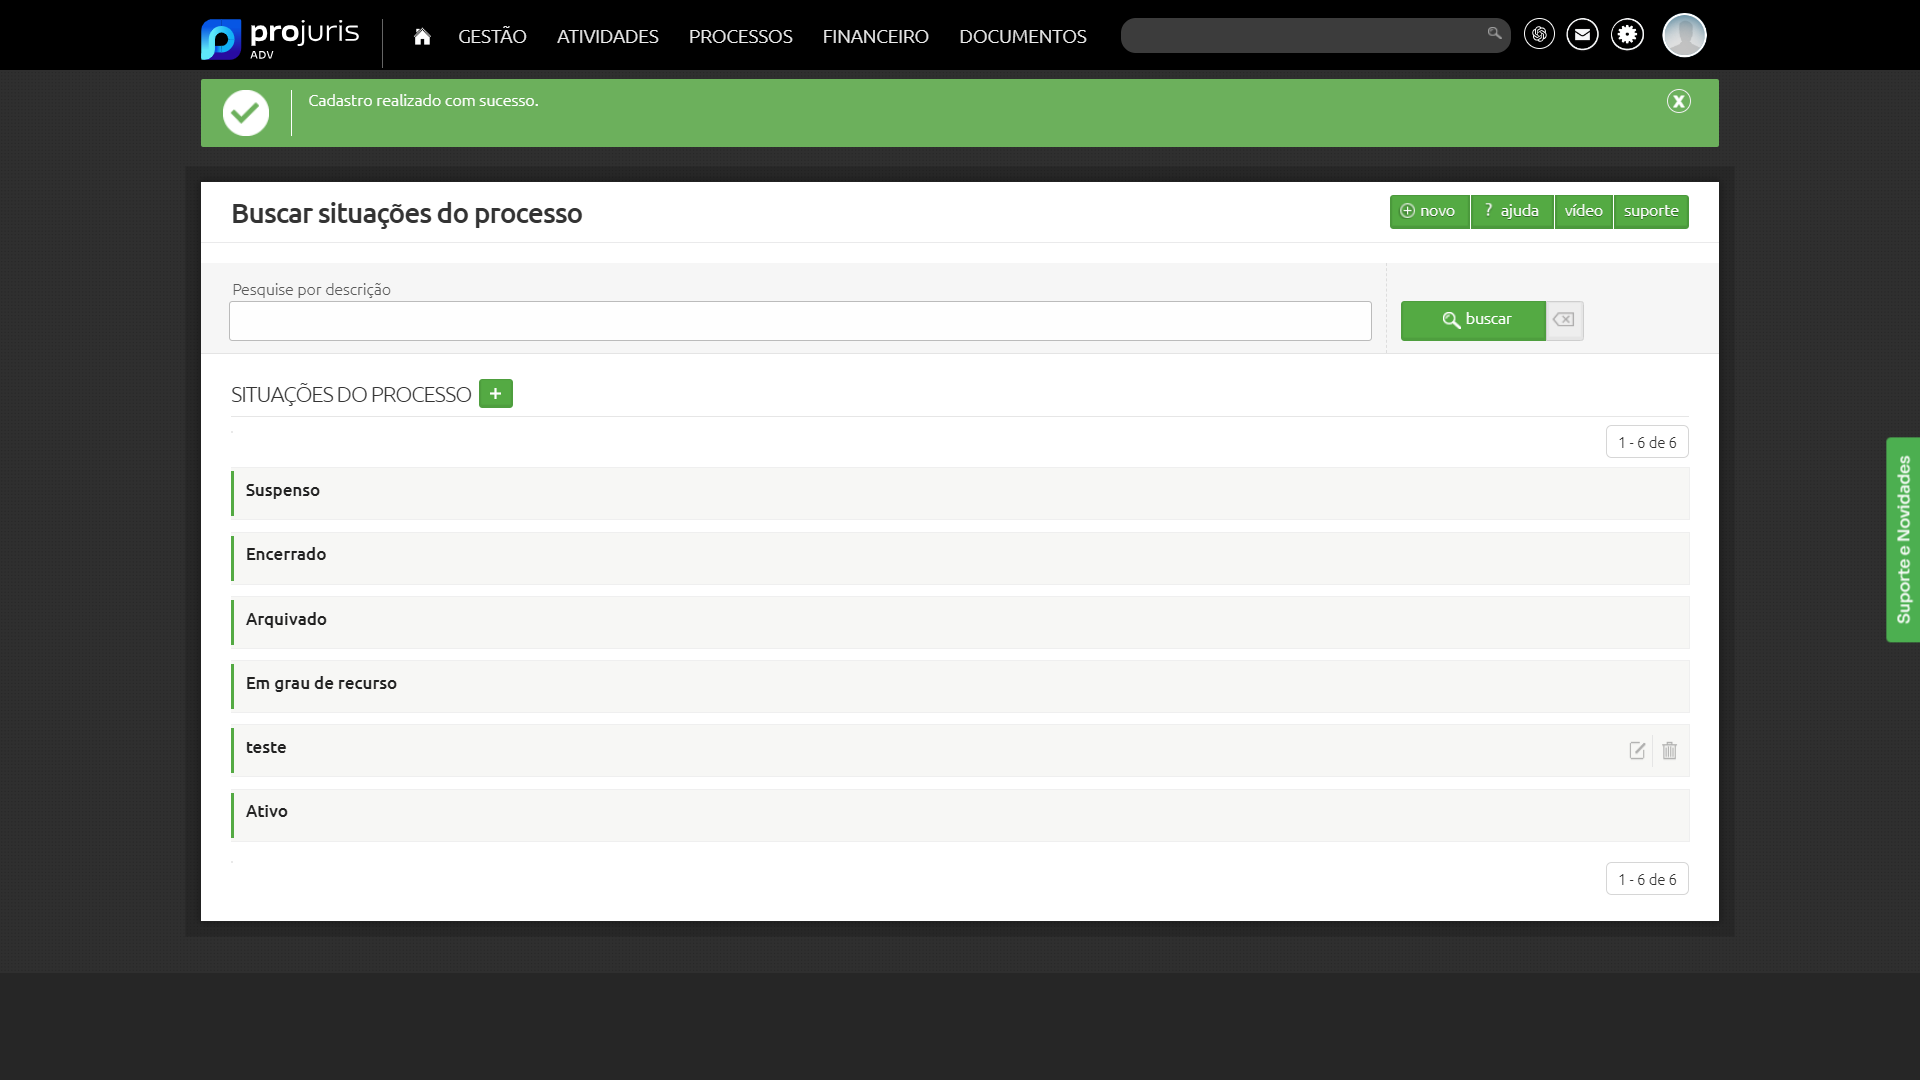 projuris
ADV
GESTÃO
ATIVIDADES
PROCESSOS
FINANCEIRO
DOCUMENTOS
Cadastro realizado com sucesso.
Buscar situações do processo
novo
? ajuda
vídeo
suporte
Pesquise por descrição
buscar
SITUAÇÕES DO PROCESSO
1 - 6 de 6
Suspenso
Encerrado
Arquivado
Em grau de recurso
teste
Ativo
1 - 6 de 6
Suporte e Novidades